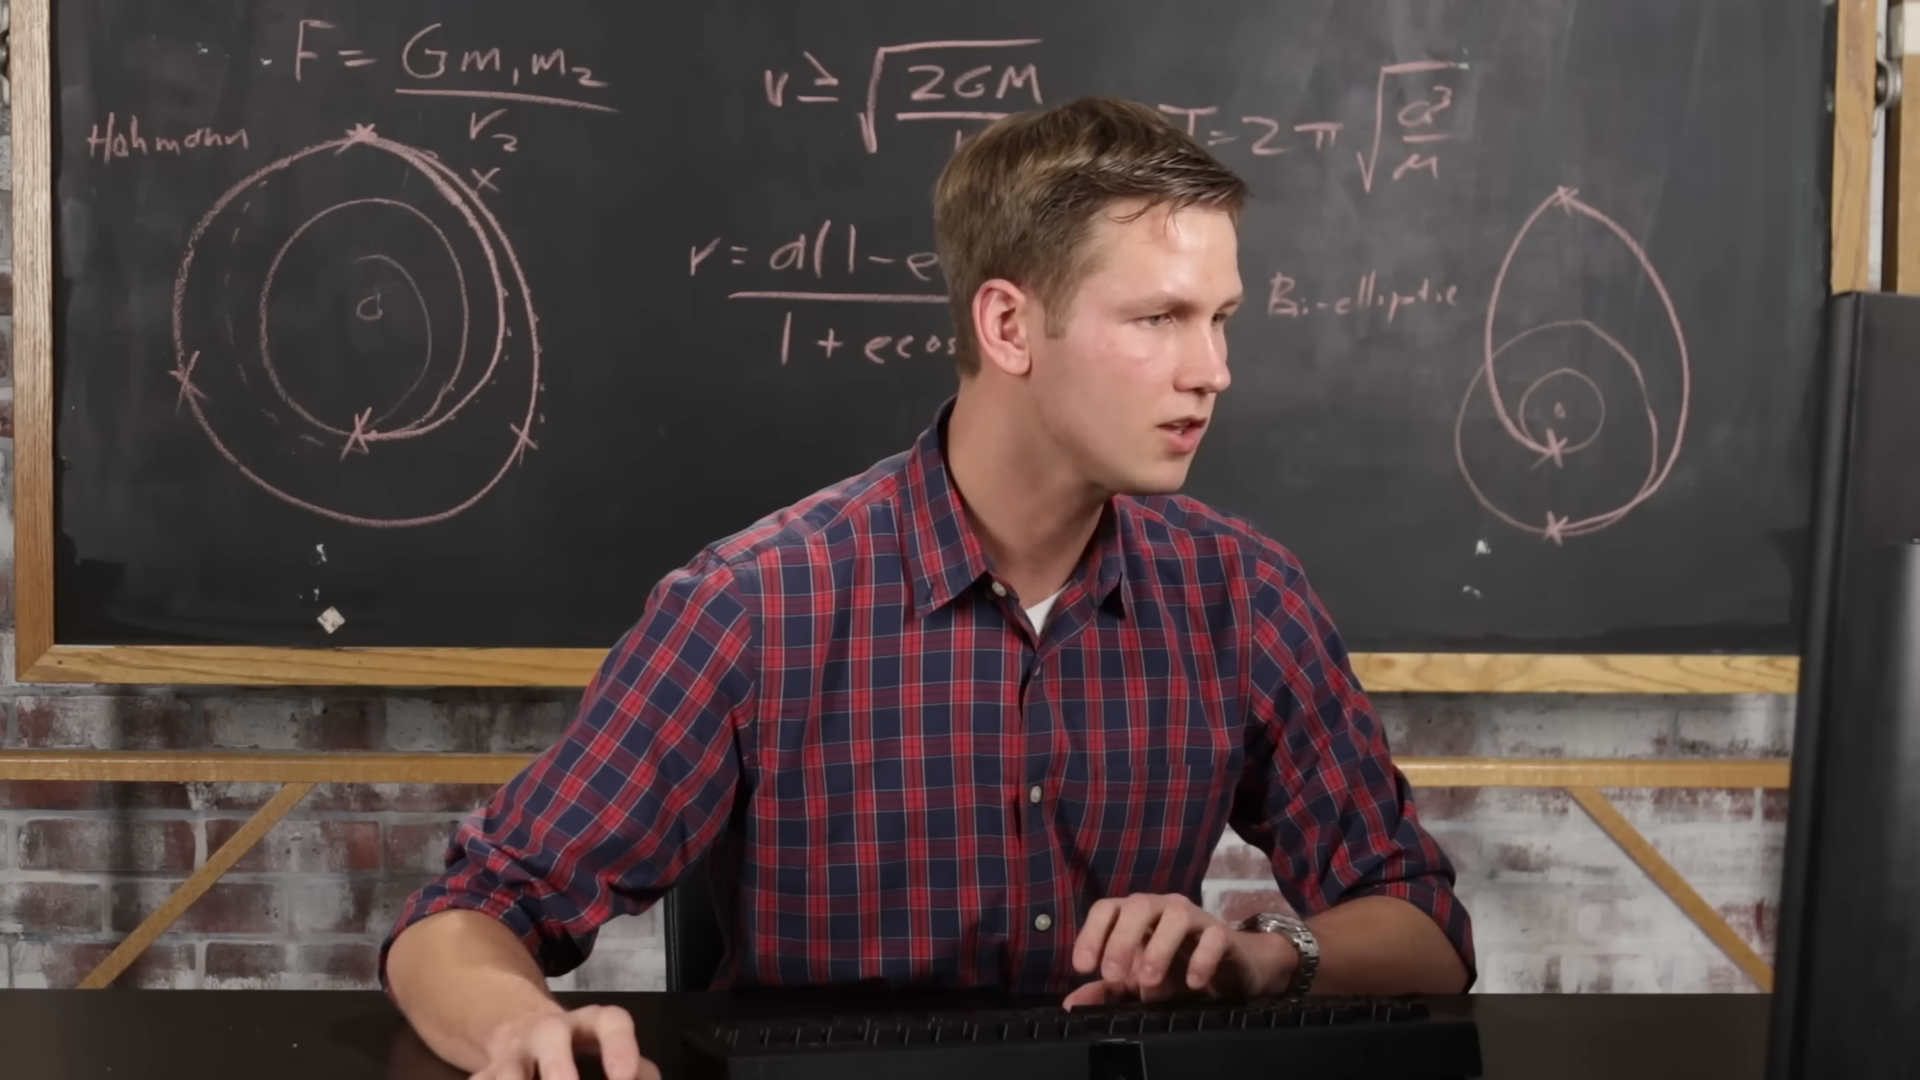 F = Gm₁m₂
r₂
Hohmann
x
v ≥ √2GM
T = 2π √a³
μ
r = a(1-e
1 + ecos
Bi-elliptic